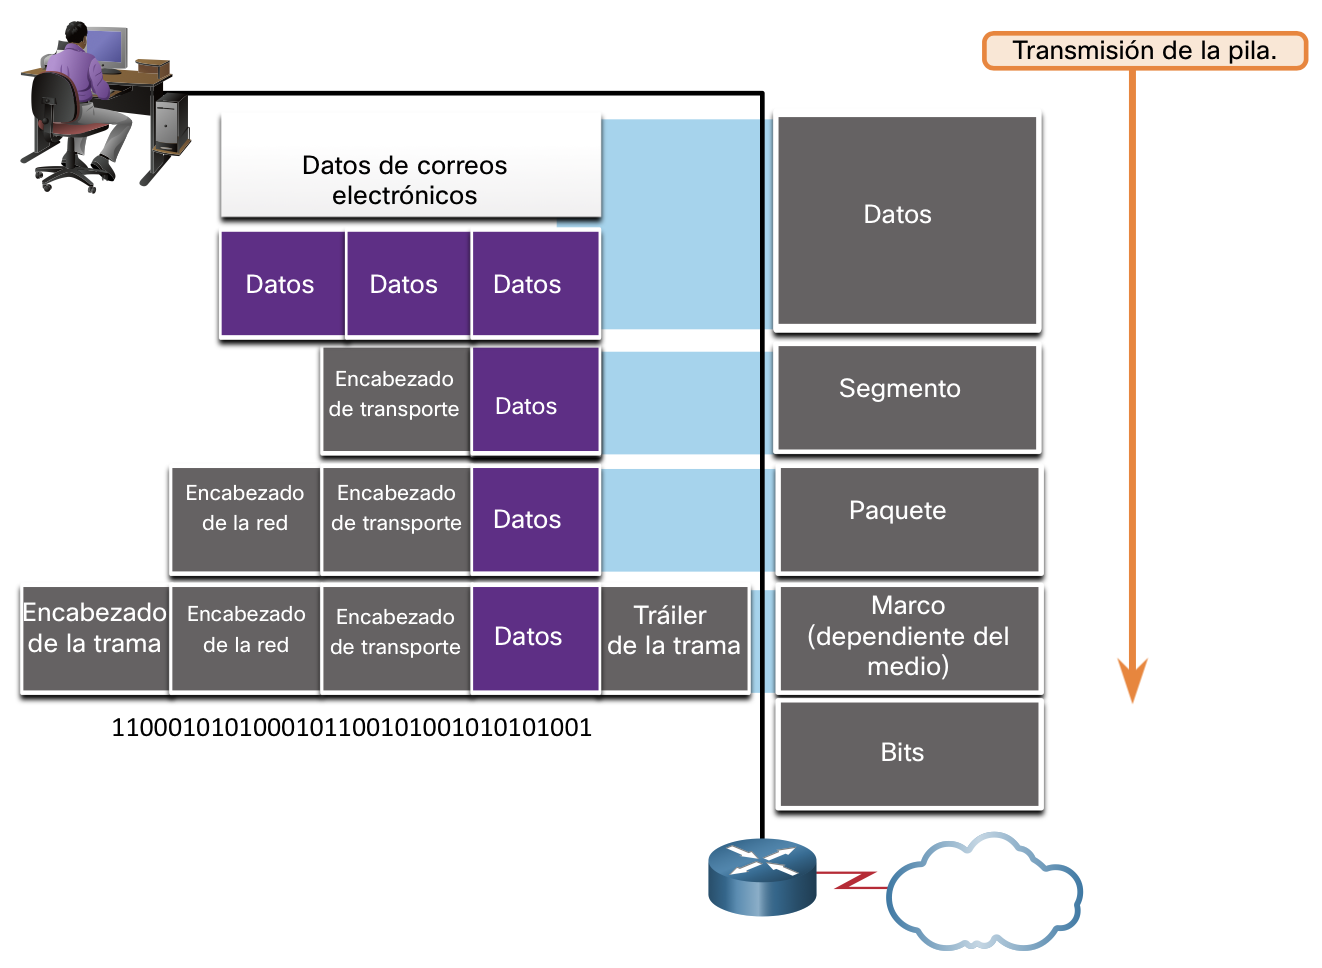 Transmisión de la pila.
Datos de correos
electrónicos
Datos
Datos
Datos
Datos
Encabezado
de transporte
Datos
Segmento
Encabezado
de la red
Encabezado
de transporte
Datos
Paquete
Encabezado
de la trama
Encabezado
de la red
Encabezado
de transporte
Datos
Tráiler
de la trama
Marco
(dependiente del
medio)
1100010101000101100101001010101001
Bits